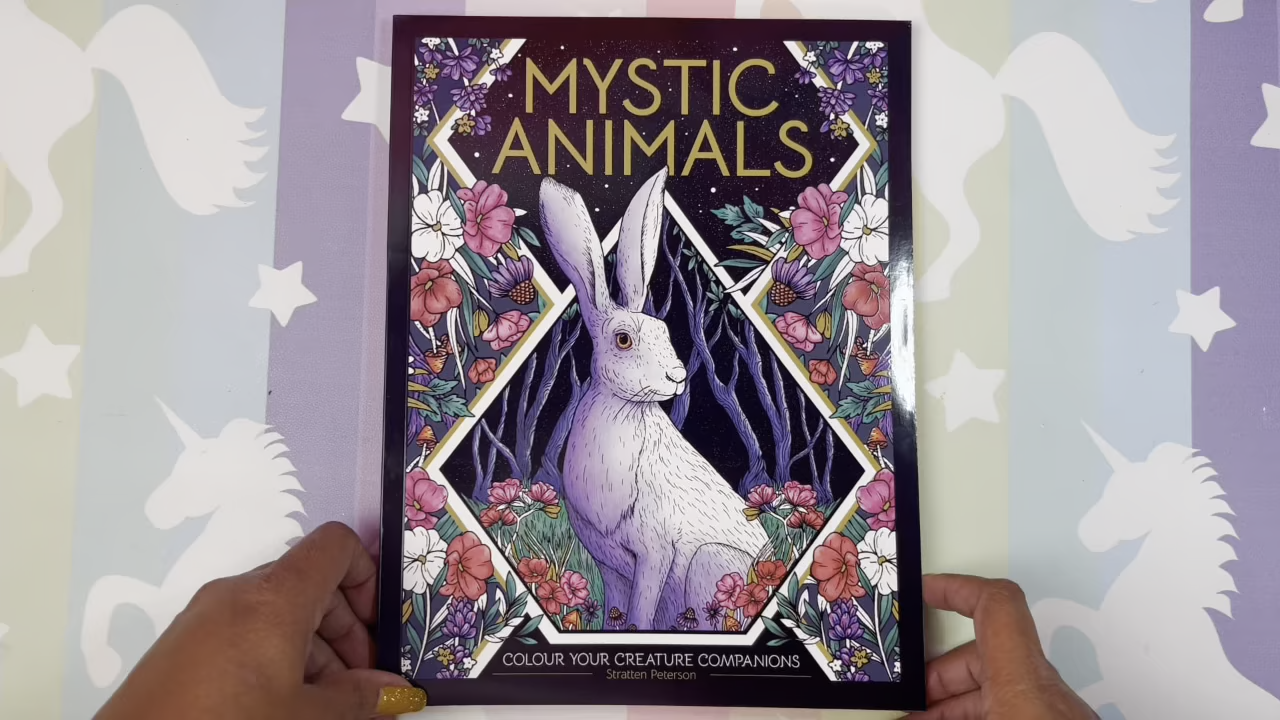 MYSTIC
ANIMALS
COLOUR YOUR CREATURE COMPANIONS
Stratten Peterson